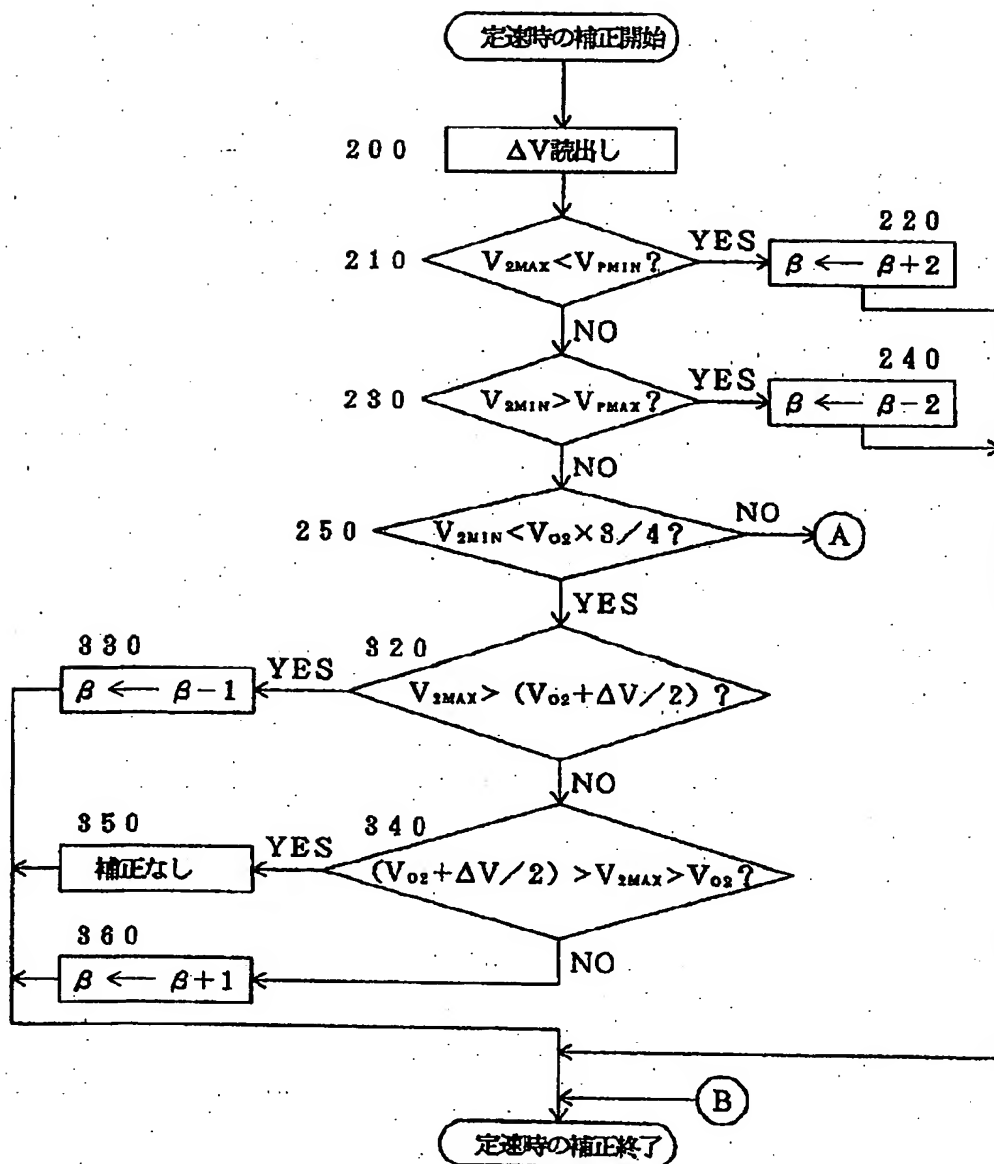 定速時の補正開始
200
ΔV読出し
210
V₂MAX<VPMIN?
YES
220
β ← β+2
NO
230
V₂MIN>VPMAX?
YES
240
β ← β-2
NO
250
V₂MIN<VO₂×3/4?
NO
A
YES
320
V₂MAX>(VO₂+ΔV/2)?
YES
330
β ← β-1
NO
340
(VO₂+ΔV/2)>V₂MAX>VO₂?
YES
350
補正なし
NO
360
β ← β+1
B
定速時の補正終了